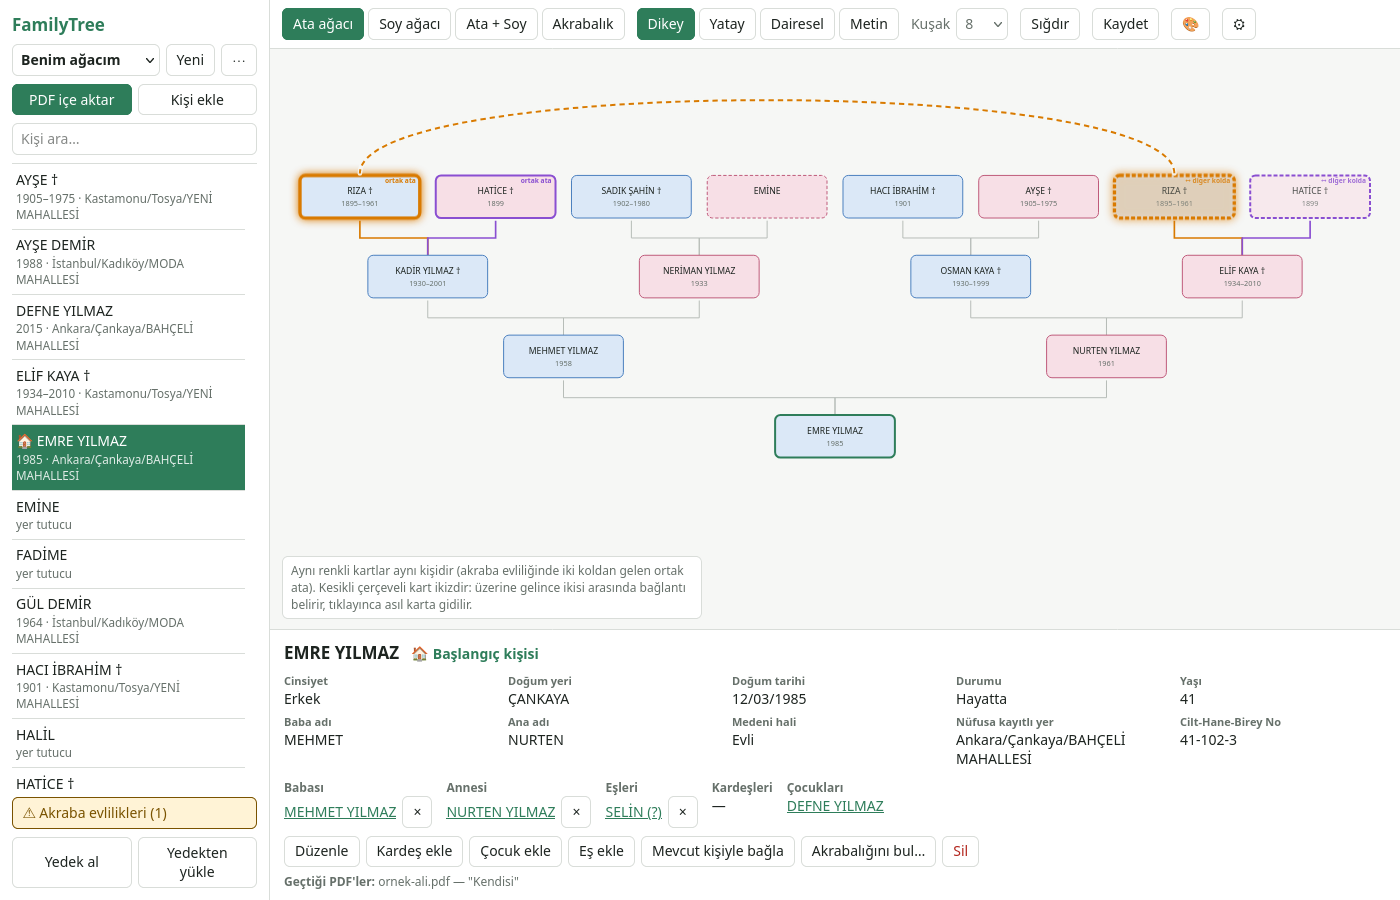 FamilyTree
Benim ağacım
Yeni
...
PDF içe aktar
Kişi ekle
Kişi ara...
AYŞE †
1905–1975 · Kastamonu/Tosya/YENİ
MAHALLESİ
AYŞE DEMİR
1988 · İstanbul/Kadıköy/MODA
MAHALLESİ
DEFNE YILMAZ
2015 · Ankara/Çankaya/BAHÇELİ
MAHALLESİ
ELİF KAYA †
1934–2010 · Kastamonu/Tosya/YENİ
MAHALLESİ
EMRE YILMAZ
1985 · Ankara/Çankaya/BAHÇELİ
MAHALLESİ
EMİNE
yer tutucu
FADİME
yer tutucu
GÜL DEMİR
1964 · İstanbul/Kadıköy/MODA
MAHALLESİ
HACI İBRAHİM †
1901 · Kastamonu/Tosya/YENİ
MAHALLESİ
HALİL
yer tutucu
HATİCE †
⚠ Akraba evlilikleri (1)
Yedek al
Yedekten
yükle
Ata ağacı
Soy ağacı
Ata + Soy
Akrabalık
Dikey
Yatay
Dairesel
Metin
Kuşak
8
Sığdır
Kaydet
ortak ata
RIZA †
1895–1961
ortak ata
HATİCE †
1899
SADIK ŞAHİN †
1902–1980
EMİNE
HACI İBRAHİM †
1901
AYŞE †
1905–1975
↔ diğer kolda
RIZA †
1895–1961
↔ diğer kolda
HATİCE †
1899
KADİR YILMAZ †
1930–2001
NERİMAN YILMAZ
1933
OSMAN KAYA †
1930–1999
ELİF KAYA †
1934–2010
MEHMET YILMAZ
1958
NURTEN YILMAZ
1961
EMRE YILMAZ
1985
Aynı renkli kartlar aynı kişidir (akraba evliliğinde iki koldan gelen ortak
ata). Kesikli çerçeveli kart ikizdir: üzerine gelince ikisi arasında bağlantı
belirir, tıklayınca asıl karta gidilir.
EMRE YILMAZ
Başlangıç kişisi
Cinsiyet
Erkek
Doğum yeri
ÇANKAYA
Doğum tarihi
12/03/1985
Durumu
Hayatta
Yaşı
41
Baba adı
MEHMET
Ana adı
NURTEN
Medeni hali
Evli
Nüfusa kayıtlı yer
Ankara/Çankaya/BAHÇELİ
MAHALLESİ
Cilt-Hane-Birey No
41-102-3
Babası
MEHMET YILMAZ
×
Annesi
NURTEN YILMAZ
×
Eşleri
SELİN (?)
×
Kardeşleri
—
Çocukları
DEFNE YILMAZ
Düzenle
Kardeş ekle
Çocuk ekle
Eş ekle
Mevcut kişiyle bağla
Akrabalığını bul...
Sil
Geçtiği PDF'ler: ornek-ali.pdf — "Kendisi"